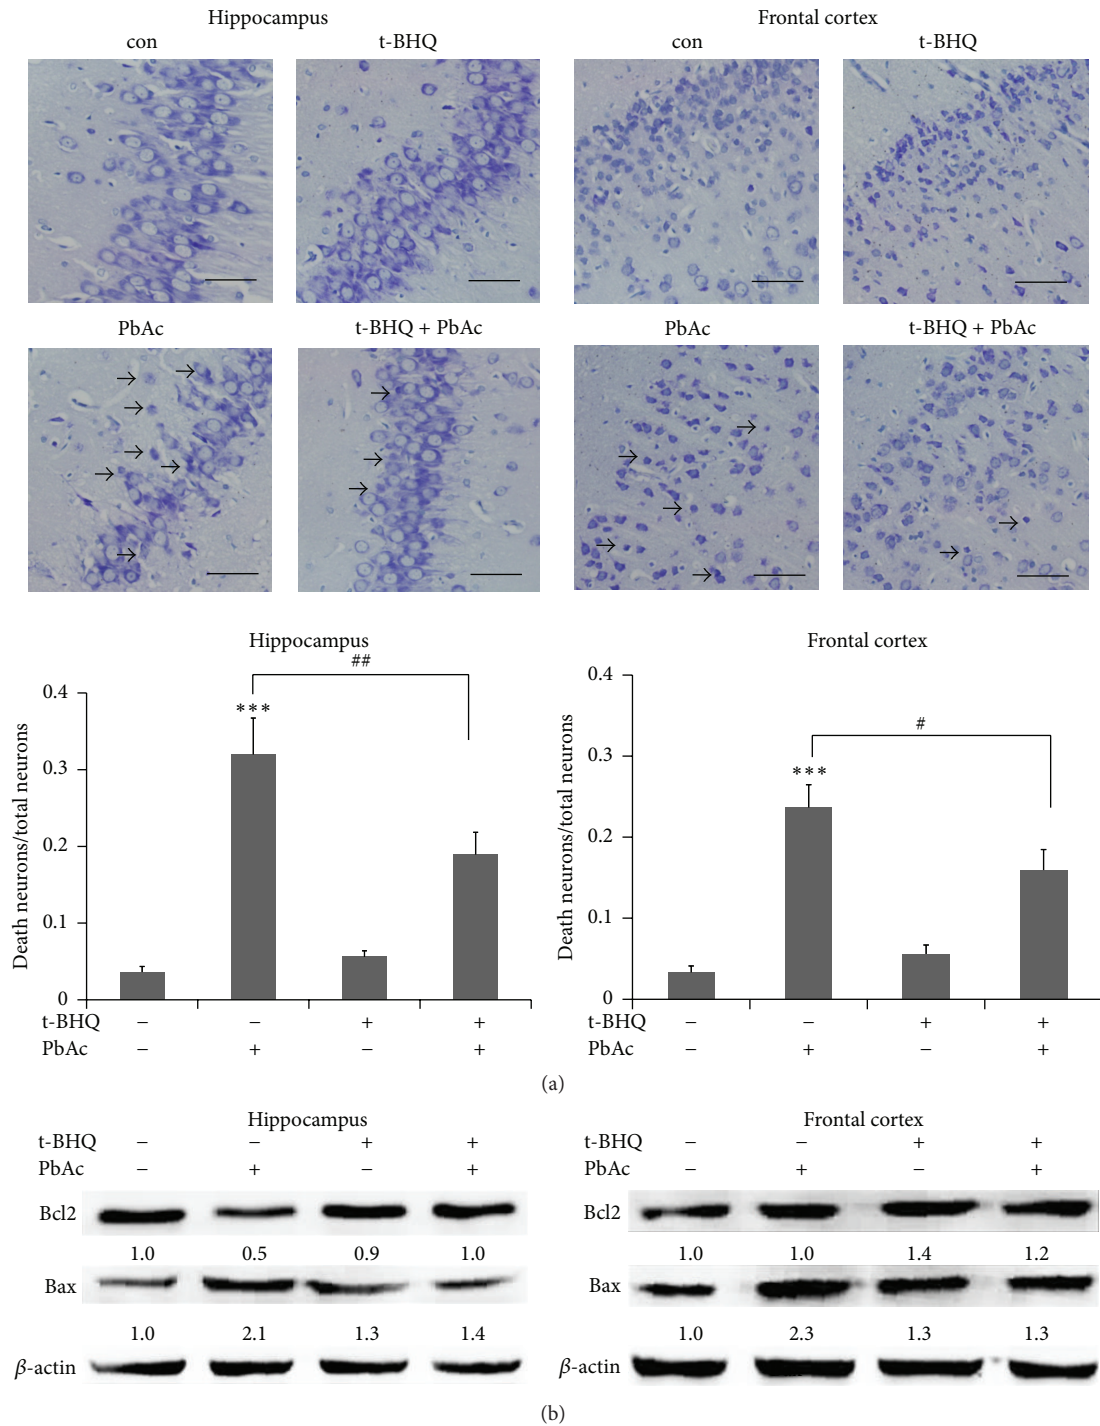 Hippocampus Frontal cortex
con t-BHQ con t-BHQ
PbAc t-BHQ + PbAc PbAc t-BHQ + PbAc
Hippocampus
Death neurons/total neurons
0.4
0.3
0.2
0.1
0
***
##
t-BHQ − − + +
PbAc − + − +
Frontal cortex
Death neurons/total neurons
0.4
0.3
0.2
0.1
0
***
#
t-BHQ − − + +
PbAc − + − +
(a)
Hippocampus
t-BHQ − − + +
PbAc − + − +
Bcl2
1.0 0.5 0.9 1.0
Bax
1.0 2.1 1.3 1.4
β-actin
Frontal cortex
t-BHQ − − + +
PbAc − + − +
Bcl2
1.0 1.0 1.4 1.2
Bax
1.0 2.3 1.3 1.3
β-actin
(b)